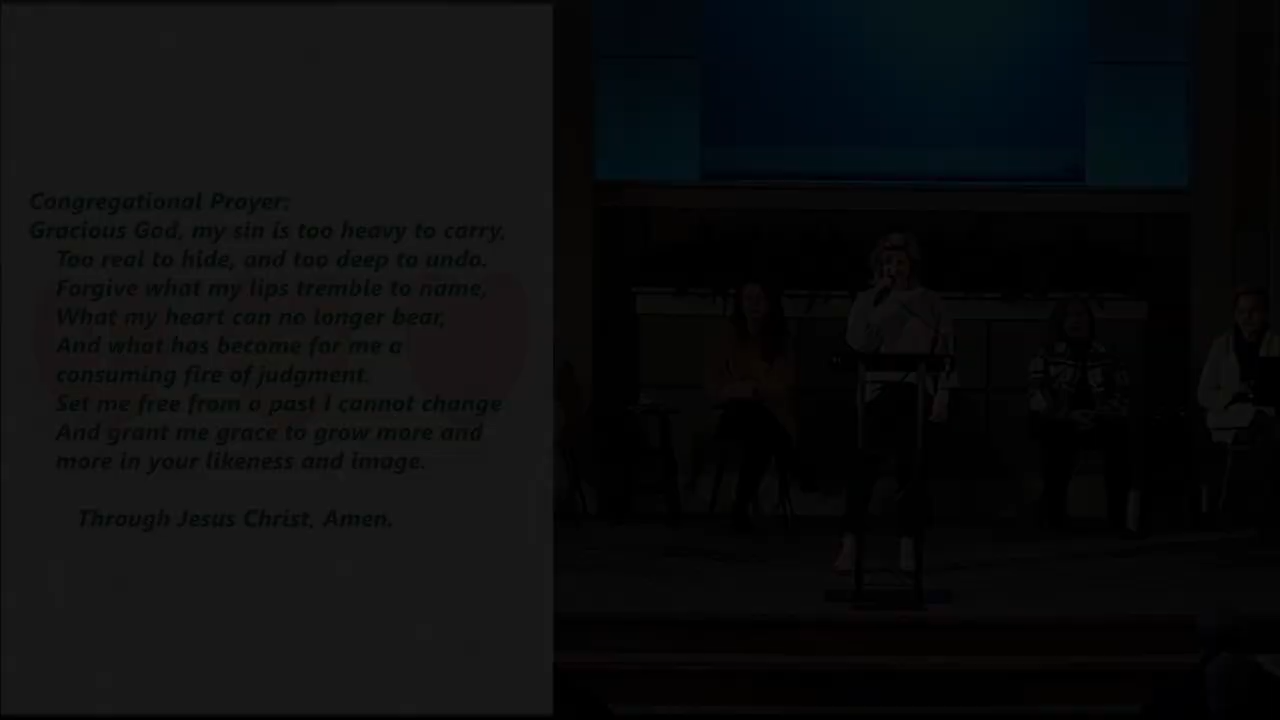 Congregational Prayer:
Gracious God, my sin is too heavy to carry,
Too real to hide, and too deep to undo.
Forgive what my lips tremble to name,
What my heart can no longer bear,
And what has become for me a
consuming fire of judgment.
Set me free from a past I cannot change
And grant me grace to grow more and
more in your likeness and image.
Through Jesus Christ, Amen.